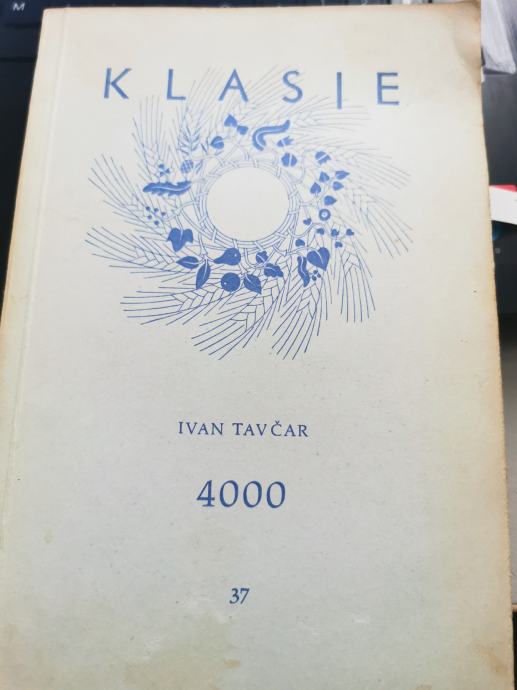 M
KLASJE
IVAN TAVČAR
4000
37